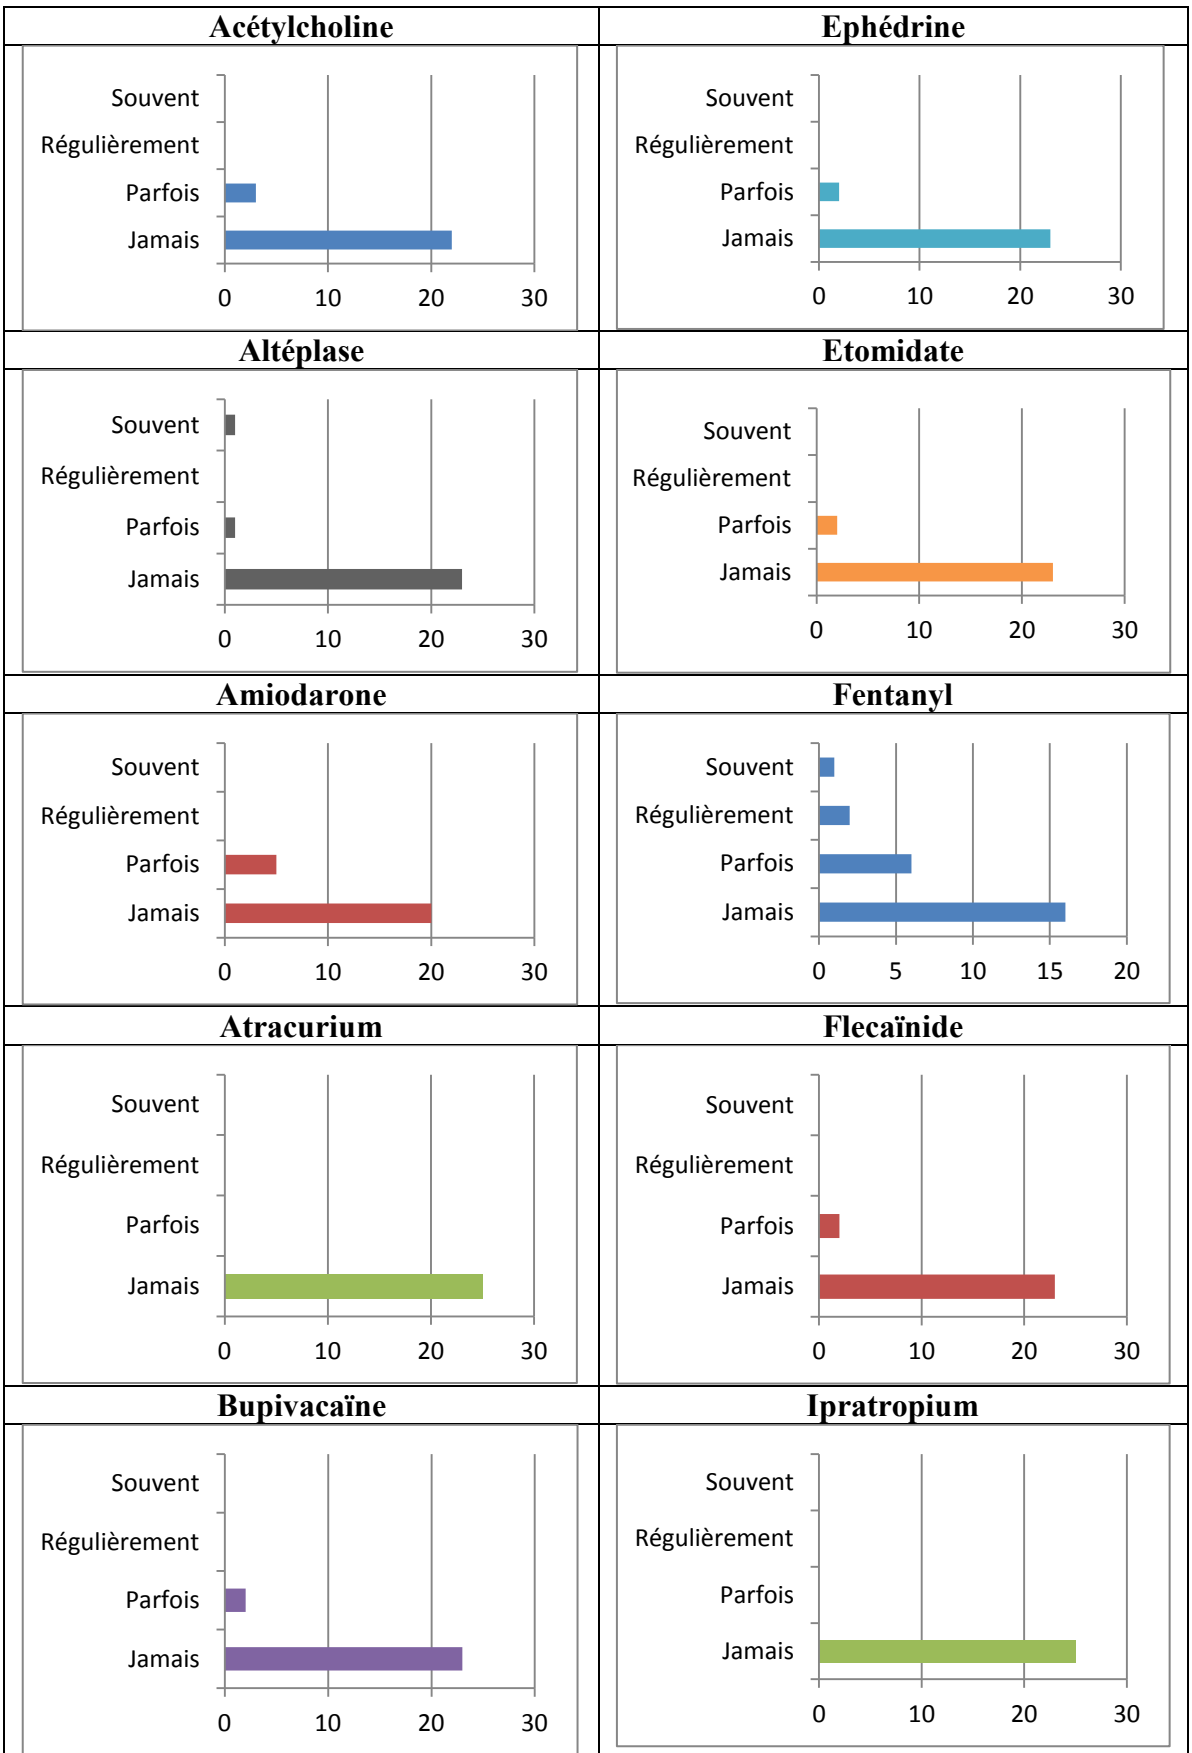 Acétylcholine
Souvent
Régulièrement
Parfois
Jamais
0 10 20 30
Ephédrine
Souvent
Régulièrement
Parfois
Jamais
0 10 20 30
Altéplase
Souvent
Régulièrement
Parfois
Jamais
0 10 20 30
Etomidate
Souvent
Régulièrement
Parfois
Jamais
0 10 20 30
Amiodarone
Souvent
Régulièrement
Parfois
Jamais
0 10 20 30
Fentanyl
Souvent
Régulièrement
Parfois
Jamais
0 5 10 15 20
Atracurium
Souvent
Régulièrement
Parfois
Jamais
0 10 20 30
Flecaïnide
Souvent
Régulièrement
Parfois
Jamais
0 10 20 30
Bupivacaïne
Souvent
Régulièrement
Parfois
Jamais
0 10 20 30
Ipratropium
Souvent
Régulièrement
Parfois
Jamais
0 10 20 30